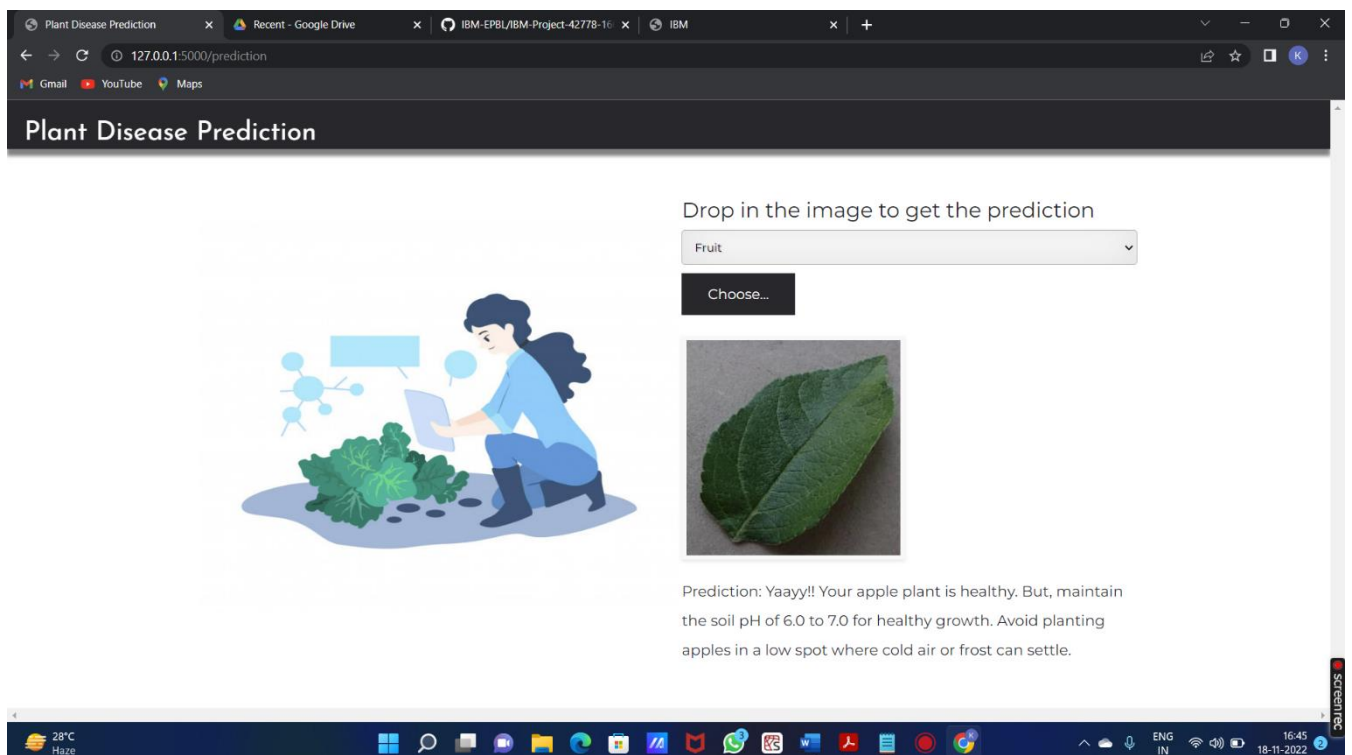 Plant Disease Prediction
Recent - Google Drive
IBM-EPBL/IBM-Project-42778-16
IBM
127.0.0.1:5000/prediction
K
Gmail
YouTube
Maps
Plant Disease Prediction
Drop in the image to get the prediction
Fruit
Choose...
Prediction: Yaayy!! Your apple plant is healthy. But, maintain
the soil pH of 6.0 to 7.0 for healthy growth. Avoid planting
apples in a low spot where cold air or frost can settle.
screenrec
28°C
Haze
3
ENG
IN
16:45
18-11-2022
2